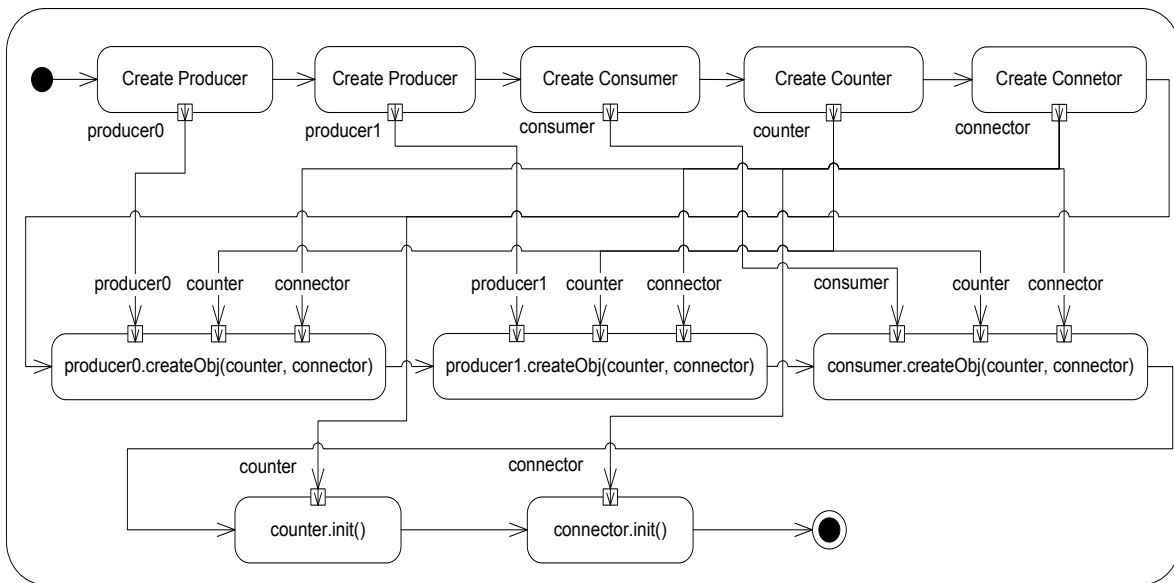 Create Producer
Create Producer
Create Consumer
Create Counter
Create Connetor
producer0
producer1
consumer
counter
connector
producer0
counter
connector
producer1
counter
connector
consumer
counter
connector
producer0.createObj(counter, connector)
producer1.createObj(counter, connector)
consumer.createObj(counter, connector)
counter
connector
counter.init()
connector.init()